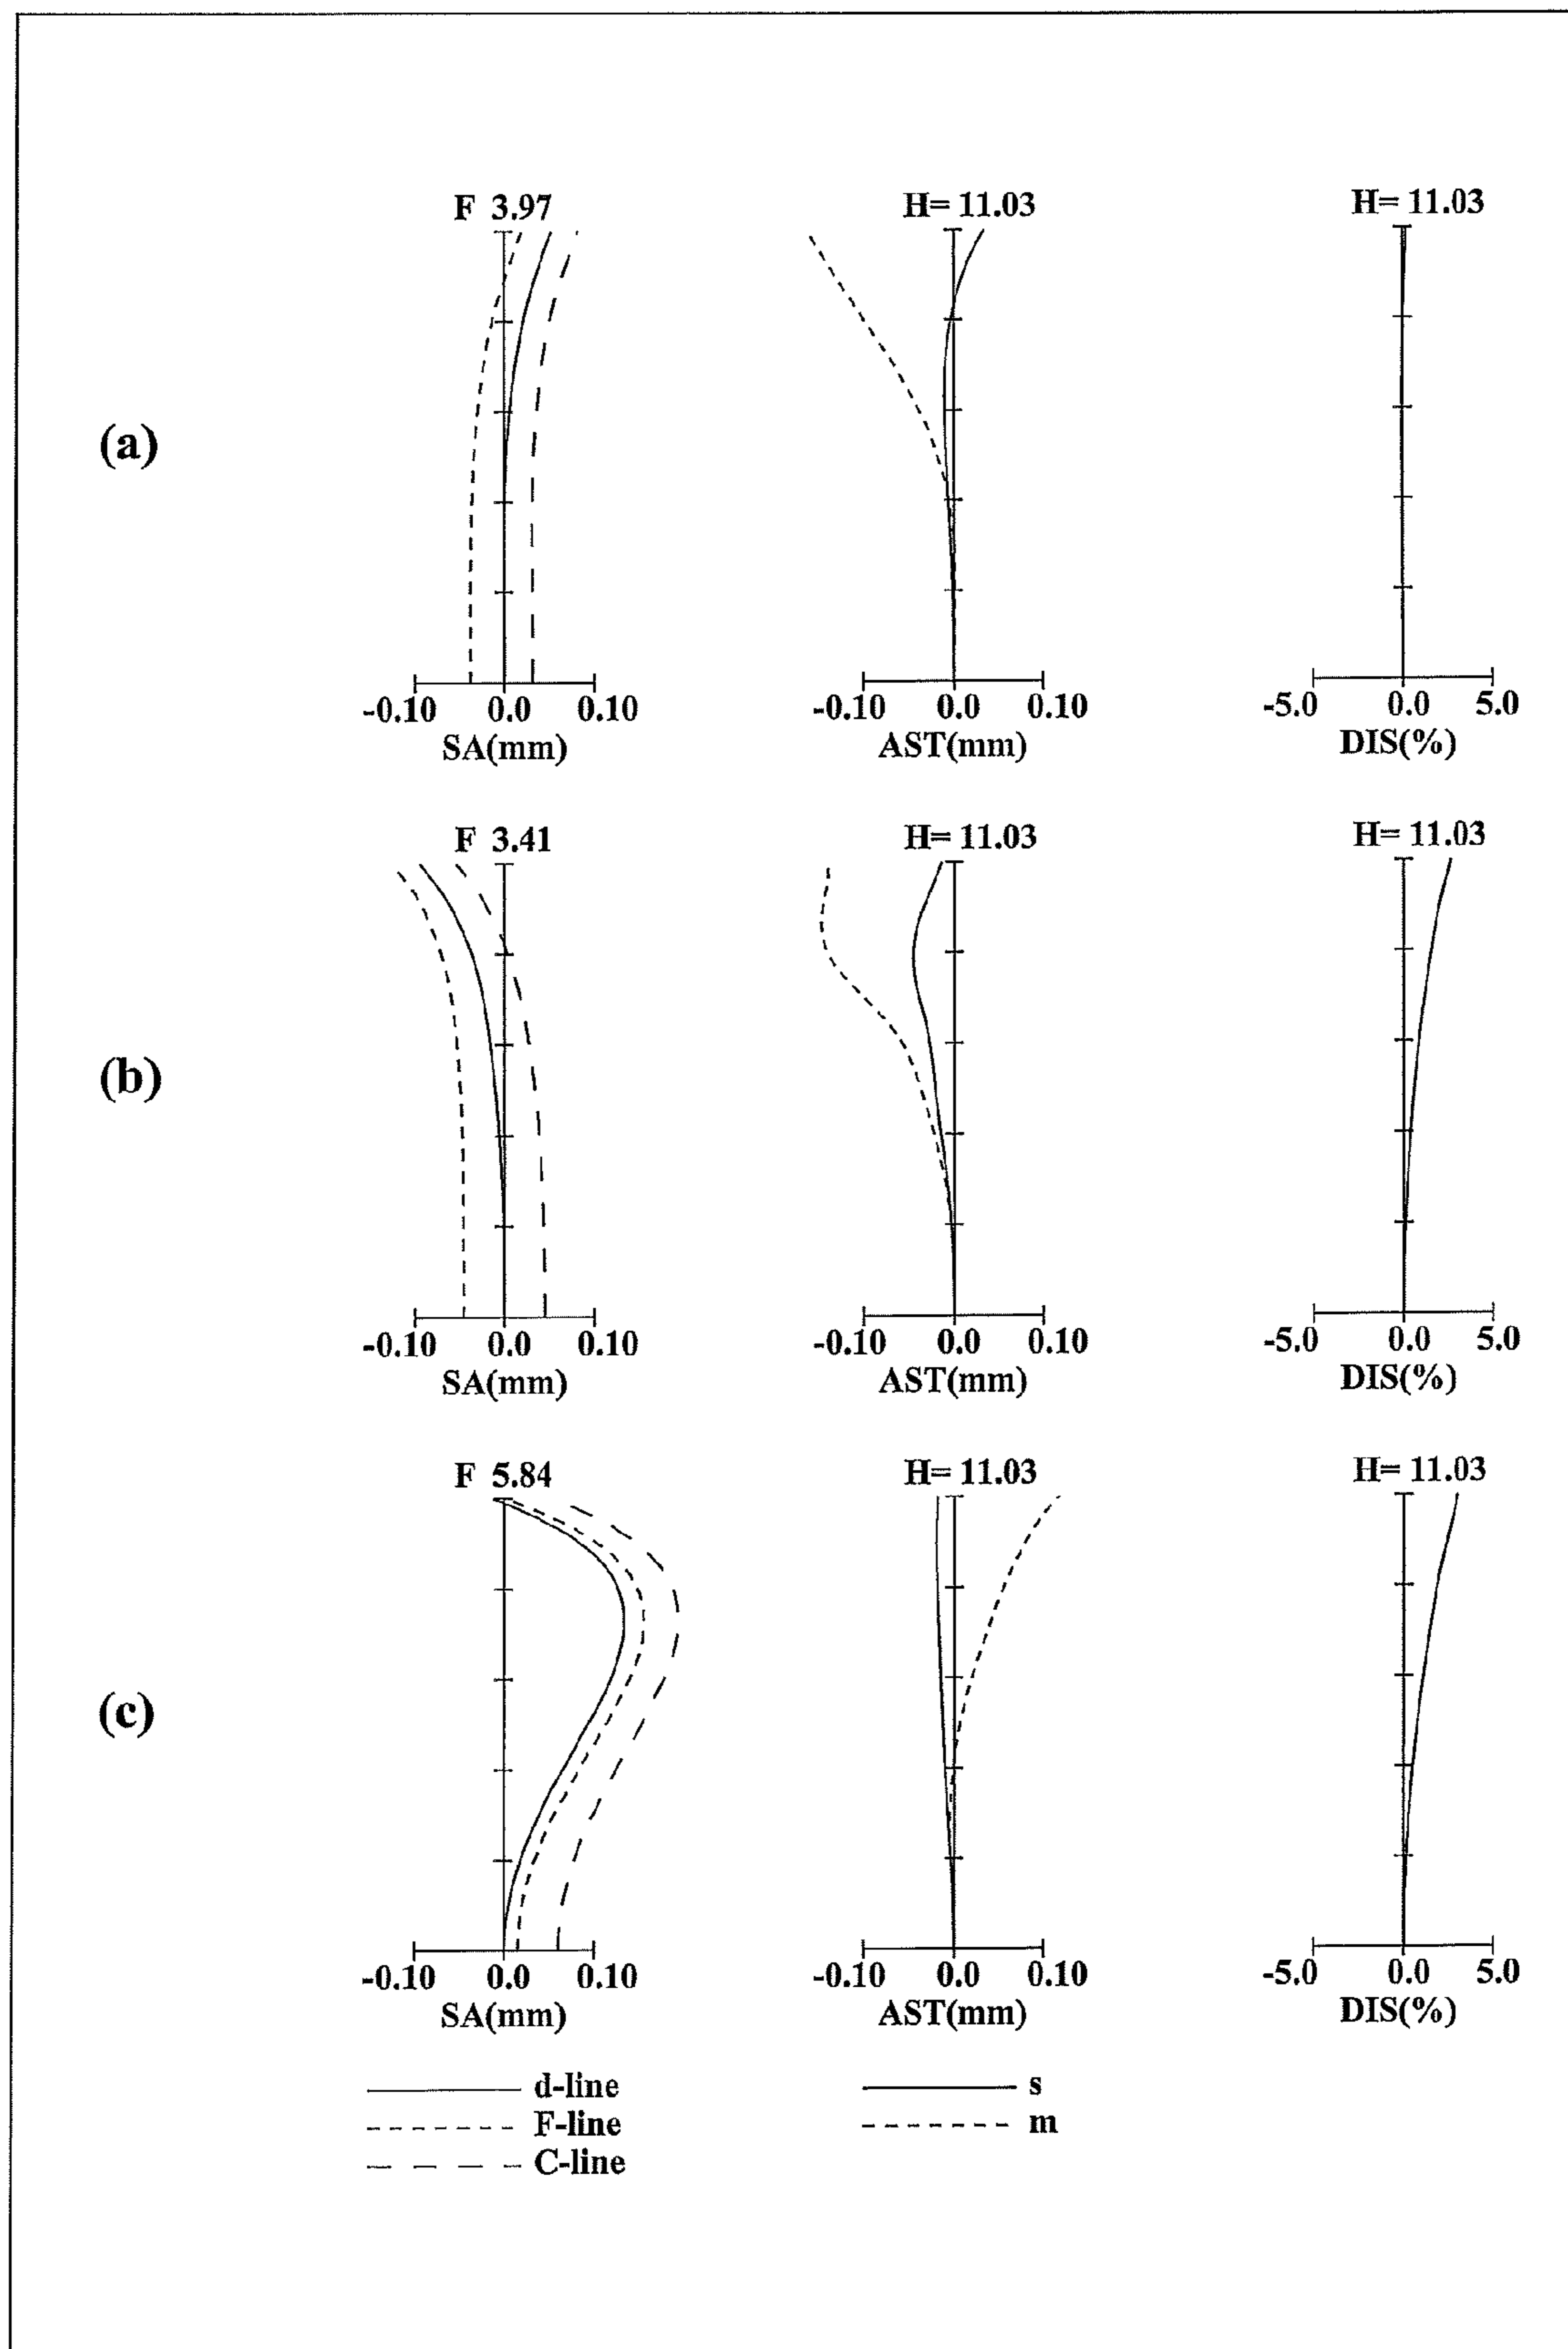 F 3.97 H= 11.03 H= 11.03
(a)
-0.10 0.0 0.10 -0.10 0.0 0.10 -5.0 0.0 5.0
SA(mm) AST(mm) DIS(%)
F 3.41 H= 11.03 H= 11.03
(b)
-0.10 0.0 0.10 -0.10 0.0 0.10 -5.0 0.0 5.0
SA(mm) AST(mm) DIS(%)
F 5.84 H= 11.03 H= 11.03
(c)
-0.10 0.0 0.10 -0.10 0.0 0.10 -5.0 0.0 5.0
SA(mm) AST(mm) DIS(%)
d-line s
F-line m
C-line